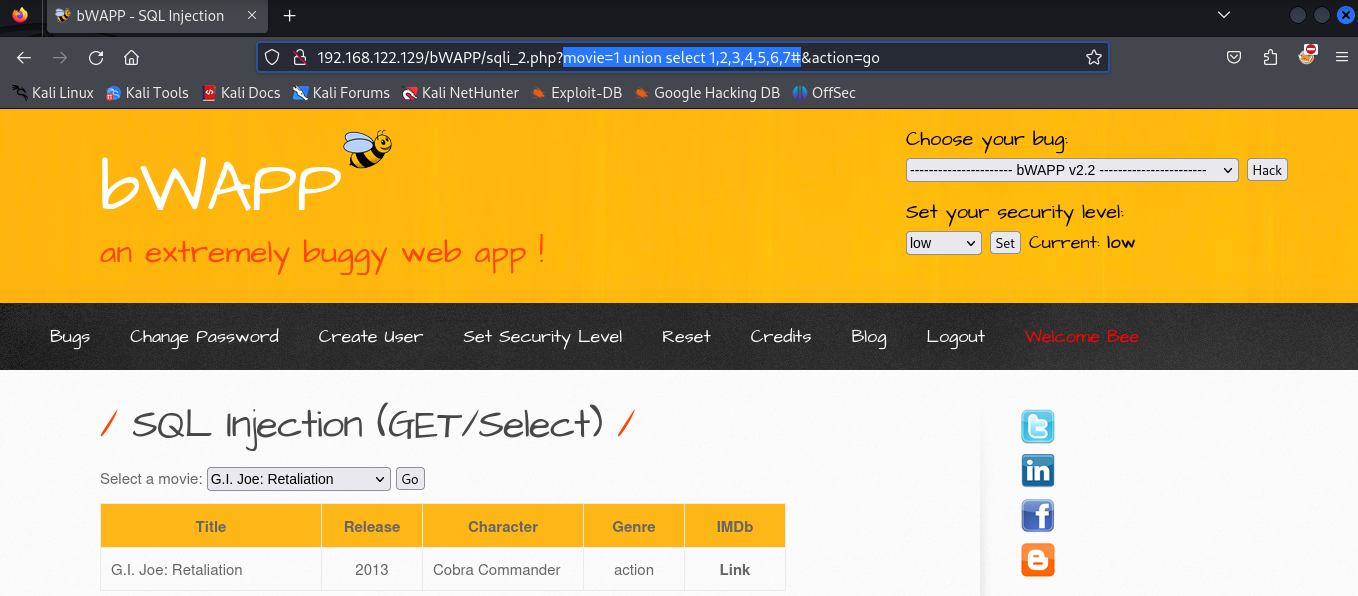 bWAPP - SQL Injection
192.168.122.129/bWAPP/sqli_2.php?movie=1 union select 1,2,3,4,5,6,7#&action=go
Kali Linux Kali Tools Kali Docs Kali Forums Kali NetHunter Exploit-DB Google Hacking DB OffSec
bWAPP
an extremely buggy web app !
Choose your bug:
---------------------- bWAPP v2.2 ----------------------- Hack
Set your security level:
low Set Current: low
Bugs Change Password Create User Set Security Level Reset Credits Blog Logout Welcome Bee
/ SQL Injection (GET/Select) /
Select a movie: G.I. Joe: Retaliation Go
Title Release Character Genre IMDb
G.I. Joe: Retaliation 2013 Cobra Commander action Link